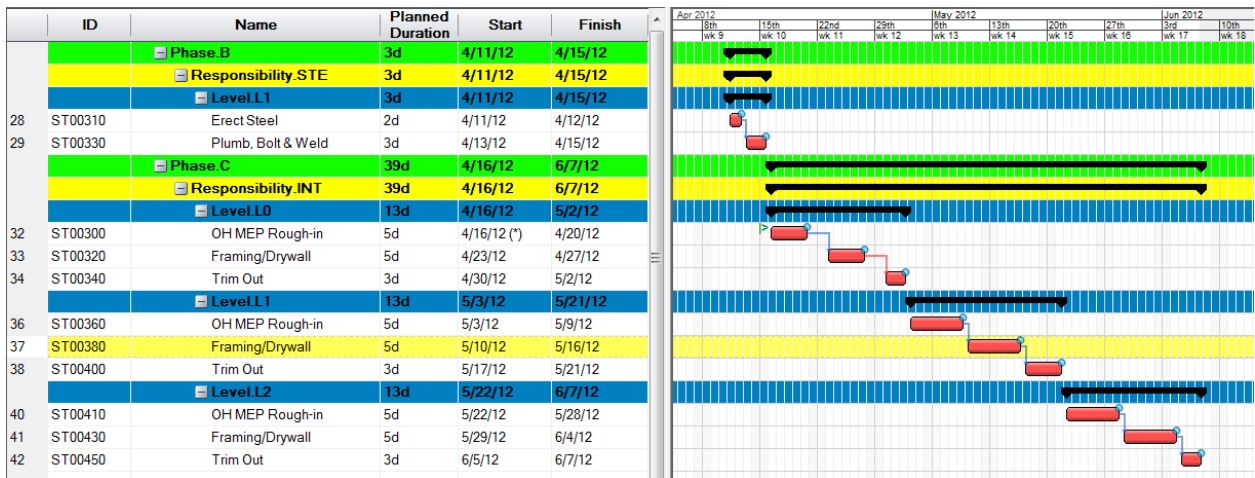 ID Name Planned Duration Start Finish
Apr 2012 May 2012 Jun 2012
8th 15th 22nd 29th 6th 13th 20th 27th 3rd 10th
wk 9 wk 10 wk 11 wk 12 wk 13 wk 14 wk 15 wk 16 wk 17 wk 18
Phase.B 3d 4/11/12 4/15/12
Responsibility.STE 3d 4/11/12 4/15/12
Level.L1 3d 4/11/12 4/15/12
28 ST00310 Erect Steel 2d 4/11/12 4/12/12
29 ST00330 Plumb, Bolt & Weld 3d 4/13/12 4/15/12
Phase.C 39d 4/16/12 6/7/12
Responsibility.INT 39d 4/16/12 6/7/12
Level.L0 13d 4/16/12 5/2/12
32 ST00300 OH MEP Rough-in 5d 4/16/12 (*) 4/20/12
33 ST00320 Framing/Drywall 5d 4/23/12 4/27/12
34 ST00340 Trim Out 3d 4/30/12 5/2/12
Level.L1 13d 5/3/12 5/21/12
36 ST00360 OH MEP Rough-in 5d 5/3/12 5/9/12
37 ST00380 Framing/Drywall 5d 5/10/12 5/16/12
38 ST00400 Trim Out 3d 5/17/12 5/21/12
Level.L2 13d 5/22/12 6/7/12
40 ST00410 OH MEP Rough-in 5d 5/22/12 5/28/12
41 ST00430 Framing/Drywall 5d 5/29/12 6/4/12
42 ST00450 Trim Out 3d 6/5/12 6/7/12